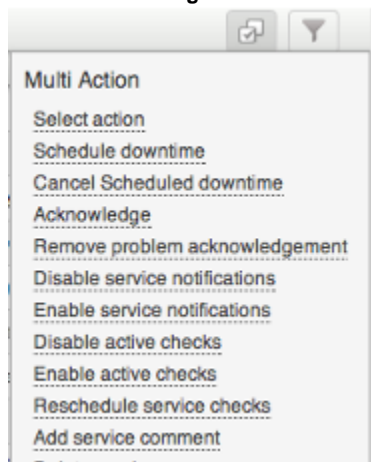 Multi Action
Select action
Schedule downtime
Cancel Scheduled downtime
Acknowledge
Remove problem acknowledgement
Disable service notifications
Enable service notifications
Disable active checks
Enable active checks
Reschedule service checks
Add service comment